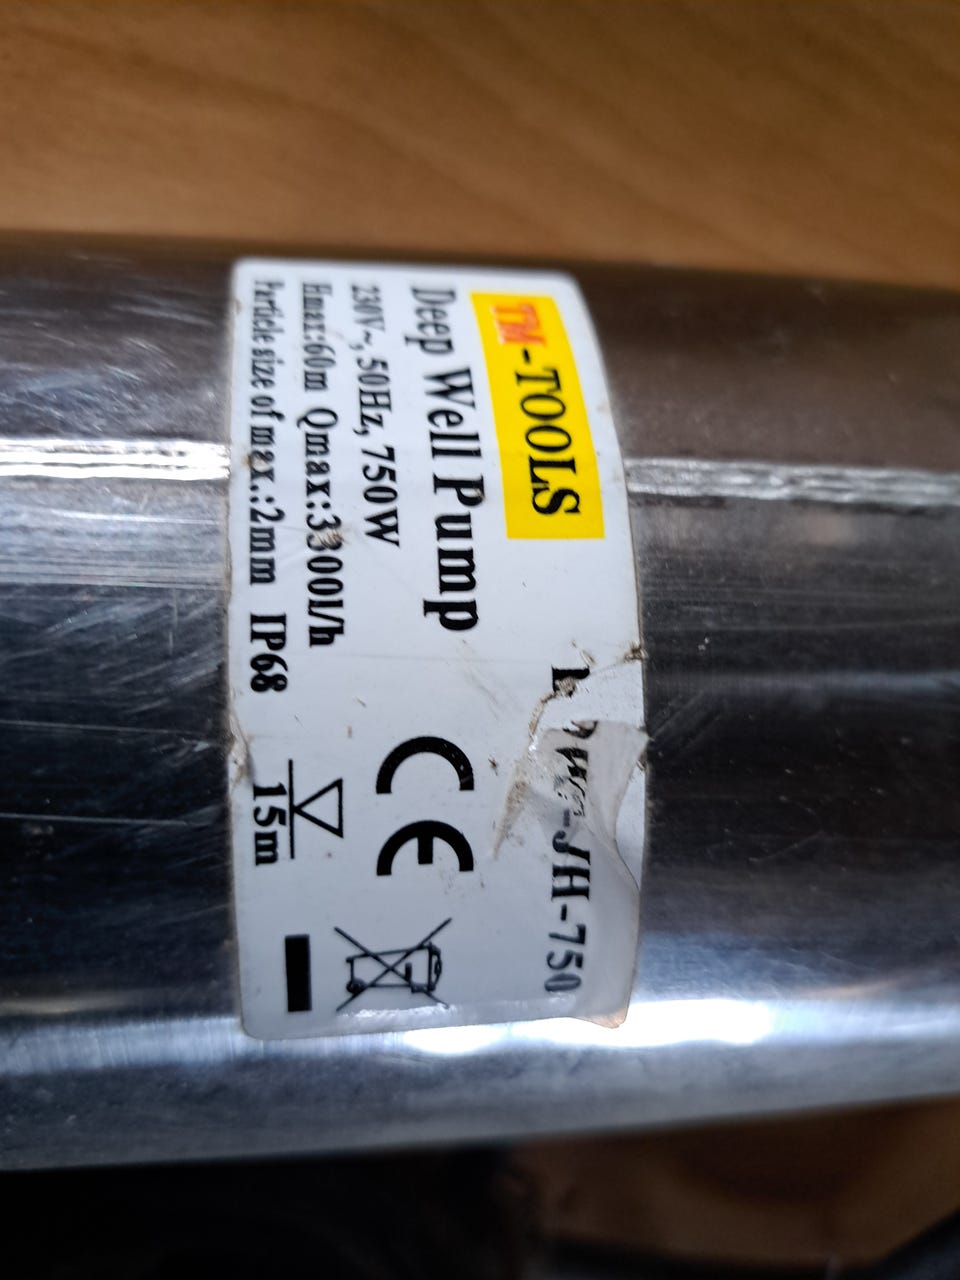 TM-TOOLS
-JH-750
Deep Well Pump
230V~, 50Hz, 750W
Hmax:60m Qmax:3300l/h
Particle size of max.:2mm IP68
CE
15m